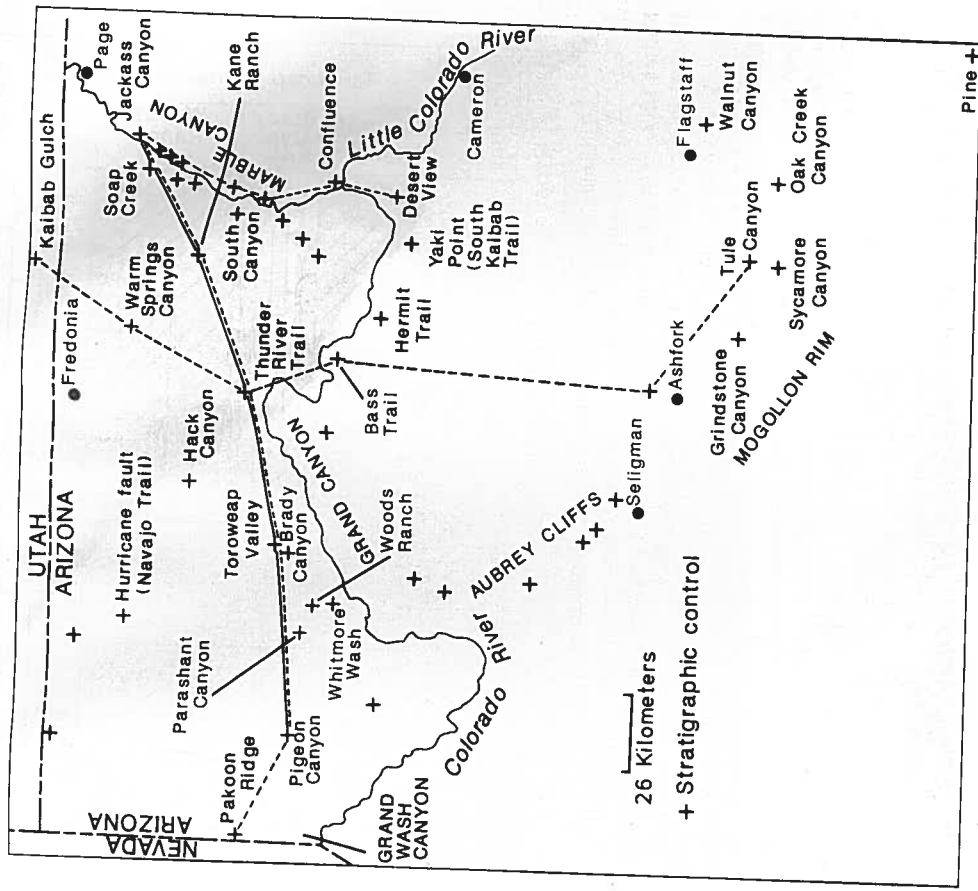 UTAH
ARIZONA
NEVADA
ARIZONA
Kaibab Gulch
Page
Fredonia
Jackass
Canyon
Kane
Ranch
MARBLE
CANYON
Soap
Creek
Warm
Springs
Canyon
Hurricane fault
(Navajo Trail)
Hack
Canyon
South
Canyon
Confluence
Little Colorado
River
Cameron
Desert
View
Yaki
Point
(South
Kaibab
Trail)
Thunder
River
Trail
Hermit
Trail
Bass
Trail
Toroweap
Valley
Brady
Canyon
GRAND CANYON
Woods
Ranch
Parashant
Canyon
Whitmore
Wash
Pakoon
Ridge
Pigeon
Canyon
GRAND
WASH
CANYON
Colorado
River
AUBREY CLIFFS
Seligman
Ashfork
Flagstaff
Walnut
Canyon
Oak Creek
Canyon
Tule
Canyon
Sycamore
Canyon
Grindstone
Canyon
MOGOLLON RIM
Pine
26 Kilometers
+ Stratigraphic control